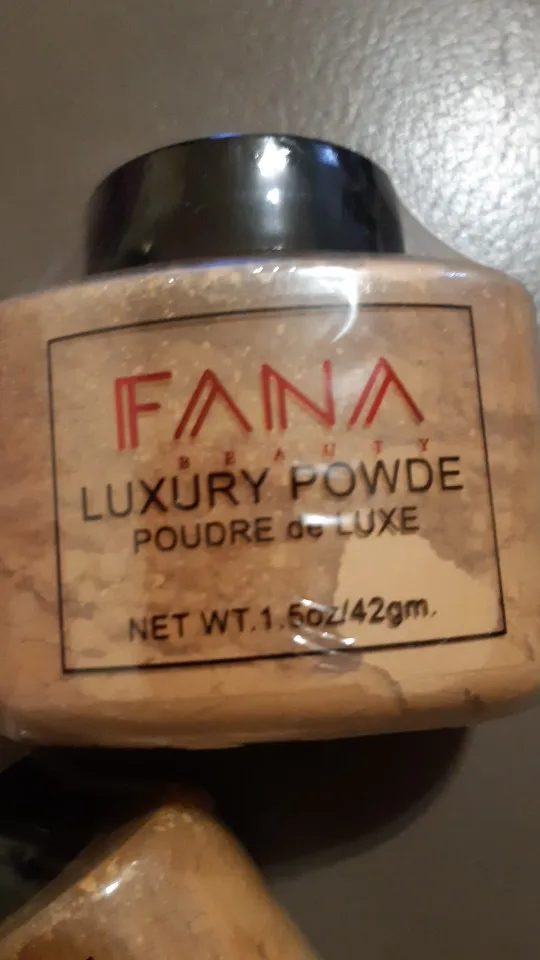 FANA
BEAUTY
LUXURY POWDE
POUDRE de LUXE
NET WT.1.5oz/42gm.